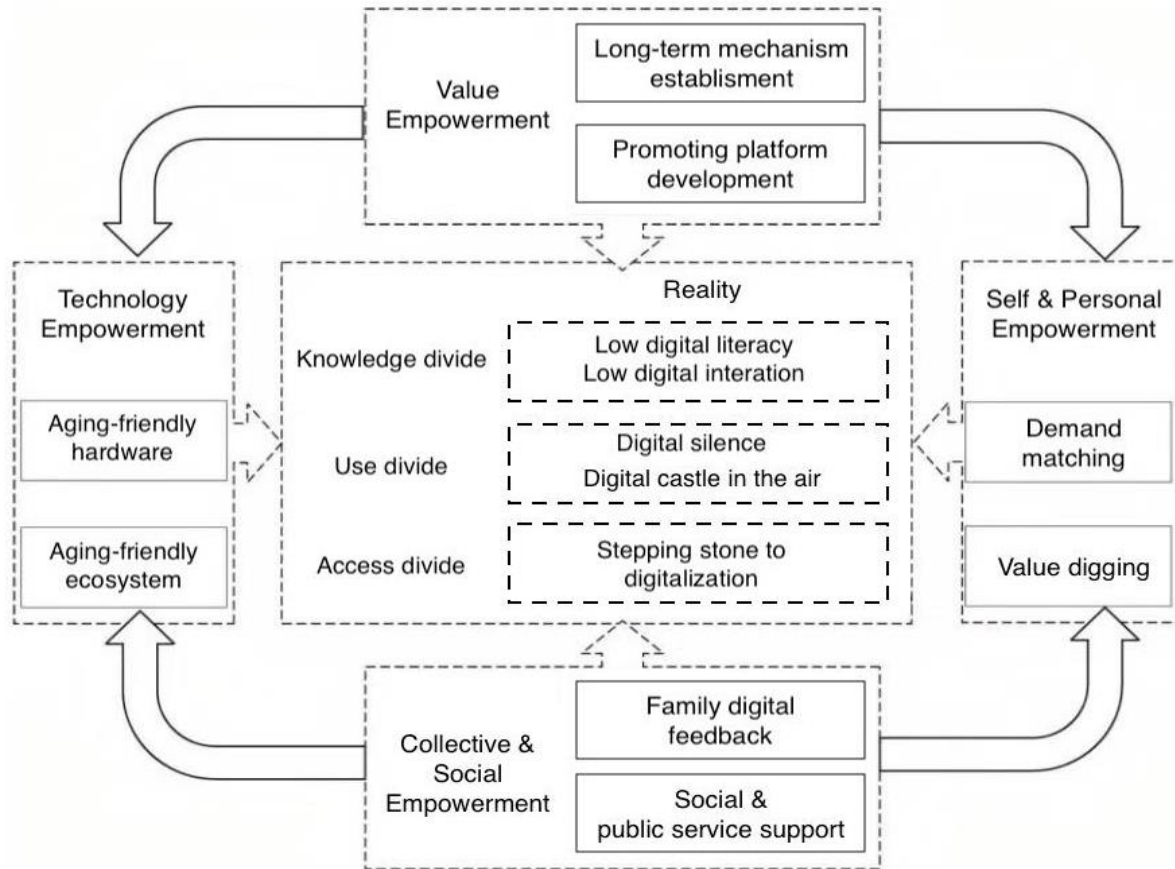 Value
Empowerment
Long-term mechanism
establisment
Promoting platform
development
Technology
Empowerment
Aging-friendly
hardware
Aging-friendly
ecosystem
Reality
Knowledge divide
Low digital literacy
Low digital interation
Use divide
Digital silence
Digital castle in the air
Access divide
Stepping stone to
digitalization
Self & Personal
Empowerment
Demand
matching
Value digging
Collective &
Social
Empowerment
Family digital
feedback
Social &
public service support